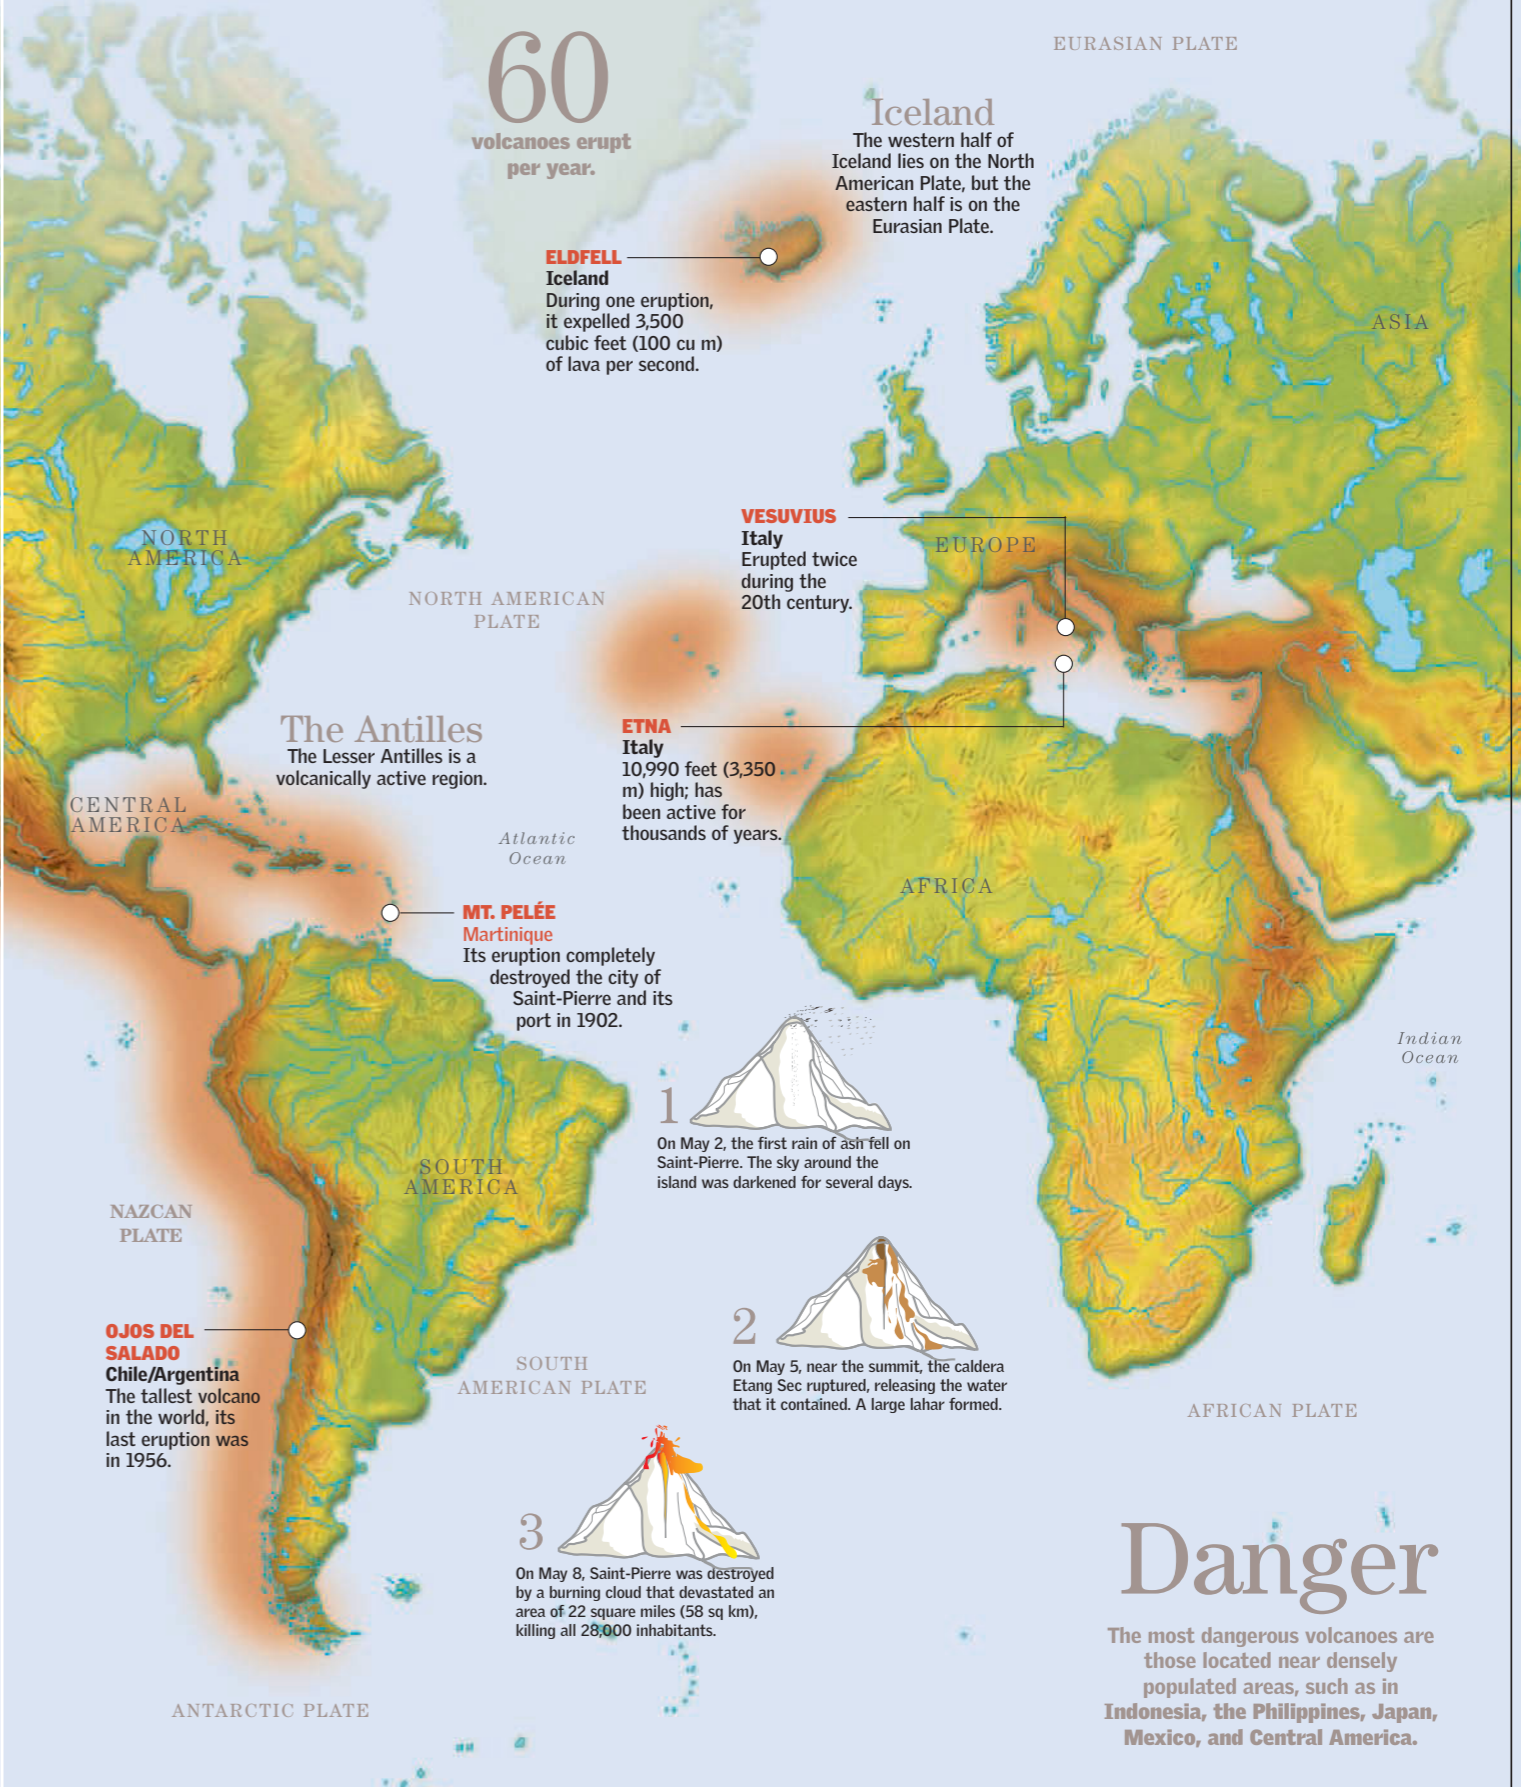 60
volcanoes erupt
per year.
EURASIAN PLATE
Iceland
The western half of
Iceland lies on the North
American Plate, but the
eastern half is on the
Eurasian Plate.
ELDFELL
Iceland
During one eruption,
it expelled 3,500
cubic feet (100 cu m)
of lava per second.
ASIA
NORTH
AMERICA
NORTH AMERICAN
PLATE
VESUVIUS
Italy
Erupted twice
during the
20th century.
EUROPE
The Antilles
The Lesser Antilles is a
volcanically active region.
ETNA
Italy
10,990 feet (3,350
m) high; has
been active for
thousands of years.
CENTRAL
AMERICA
Atlantic
Ocean
AFRICA
MT. PELÉE
Martinique
Its eruption completely
destroyed the city of
Saint-Pierre and its
port in 1902.
Indian
Ocean
1
On May 2, the first rain of ash fell on
Saint-Pierre. The sky around the
island was darkened for several days.
SOUTH
AMERICA
NAZCAN
PLATE
2
On May 5, near the summit, the caldera
Etang Sec ruptured, releasing the water
that it contained. A large lahar formed.
OJOS DEL
SALADO
Chile/Argentina
The tallest volcano
in the world, its
last eruption was
in 1956.
SOUTH
AMERICAN PLATE
AFRICAN PLATE
3
On May 8, Saint-Pierre was destroyed
by a burning cloud that devastated an
area of 22 square miles (58 sq km),
killing all 28,000 inhabitants.
Danger
The most dangerous volcanoes are
those located near densely
populated areas, such as in
Indonesia, the Philippines, Japan,
Mexico, and Central America.
ANTARCTIC PLATE